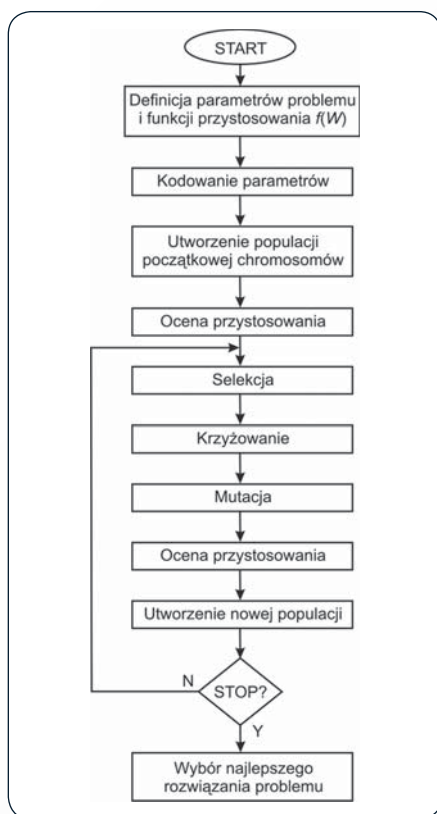 START
Definicja parametrów problemu
i funkcji przystosowania f(W)
Kodowanie parametrów
Utworzenie populacji
początkowej chromosomów
Ocena przystosowania
Selekcja
Krzyżowanie
Mutacja
Ocena przystosowania
Utworzenie nowej populacji
N
STOP?
Y
Wybór najlepszego
rozwiązania problemu